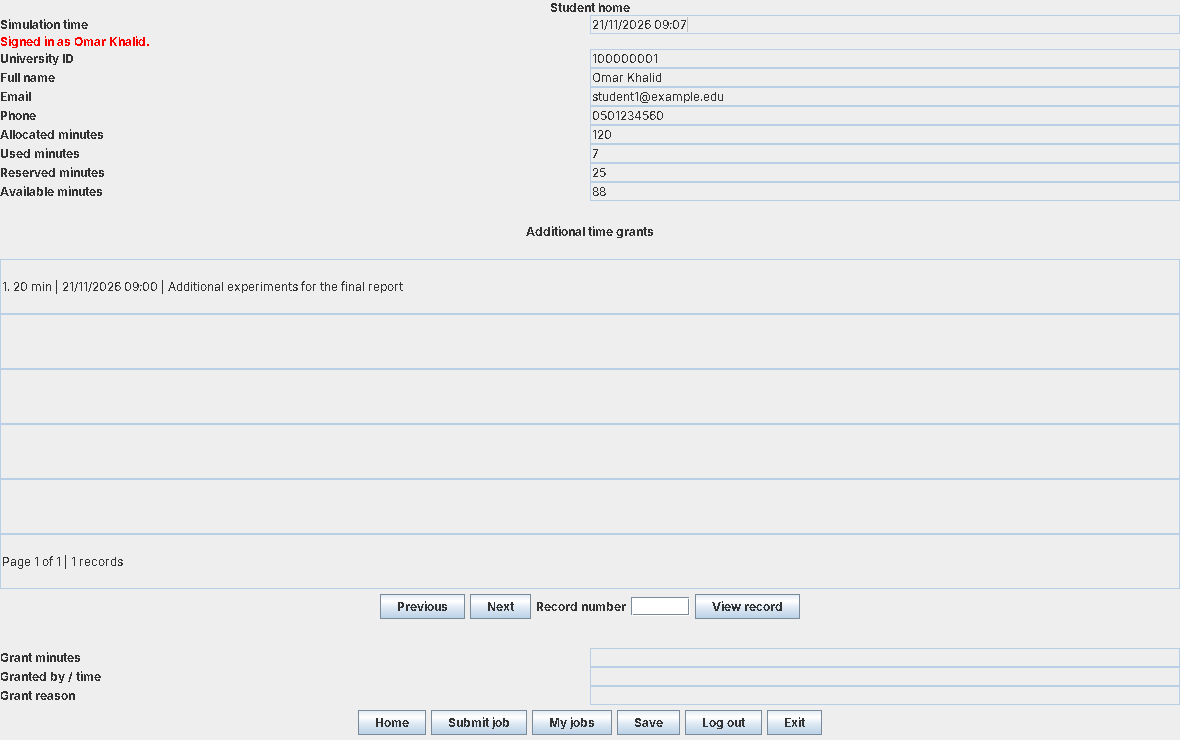 Student home
Simulation time 21/11/2026 09:07
Signed in as Omar Khalid.
University ID 100000001
Full name Omar Khalid
Email student1@example.edu
Phone 0501234560
Allocated minutes 120
Used minutes 7
Reserved minutes 25
Available minutes 88
Additional time grants
1. 20 min | 21/11/2026 09:00 | Additional experiments for the final report
Page 1 of 1 | 1 records
Previous Next Record number View record
Grant minutes
Granted by / time
Grant reason
Home Submit job My jobs Save Log out Exit